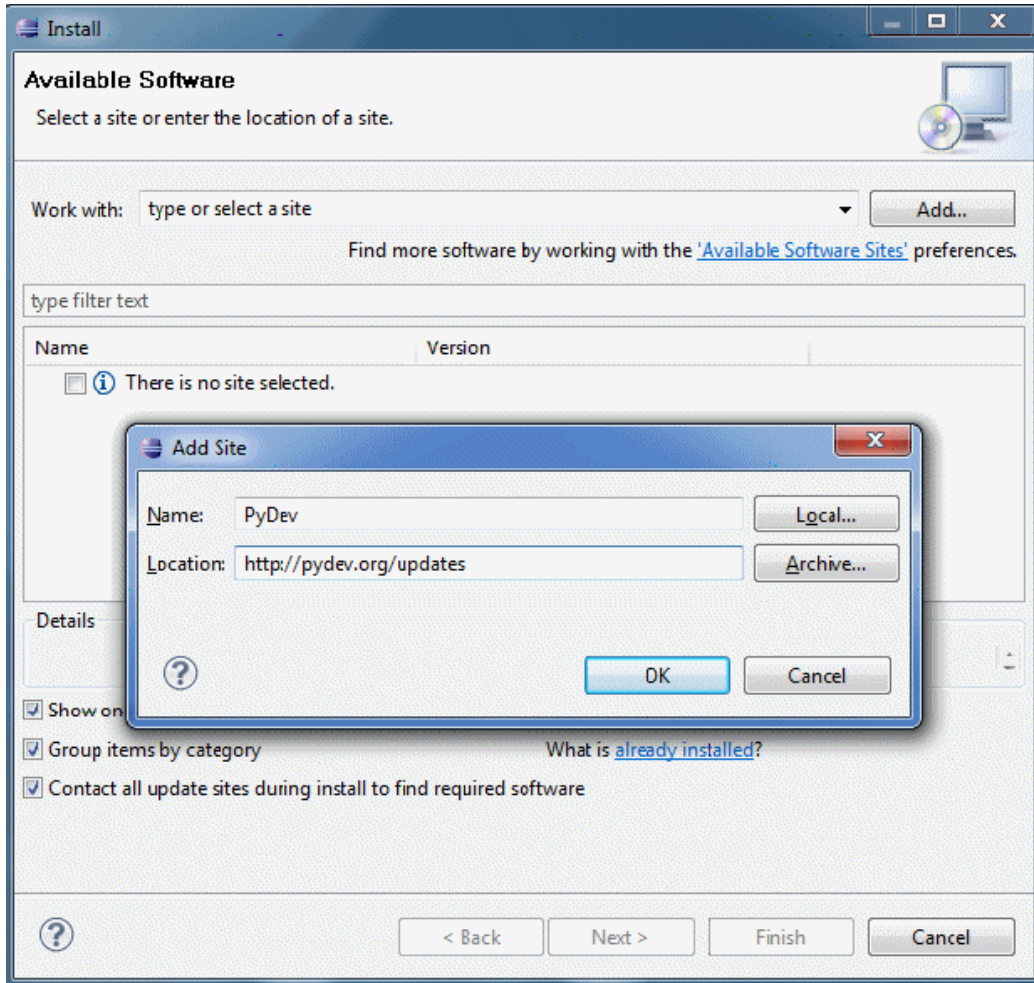 Install
Available Software
Select a site or enter the location of a site.
Work with: type or select a site Add...
Find more software by working with the 'Available Software Sites' preferences.
type filter text
Name Version
There is no site selected.
Add Site
Name: PyDev Local...
Location: http://pydev.org/updates Archive...
Details
OK Cancel
Show on
Group items by category What is already installed?
Contact all update sites during install to find required software
< Back Next > Finish Cancel